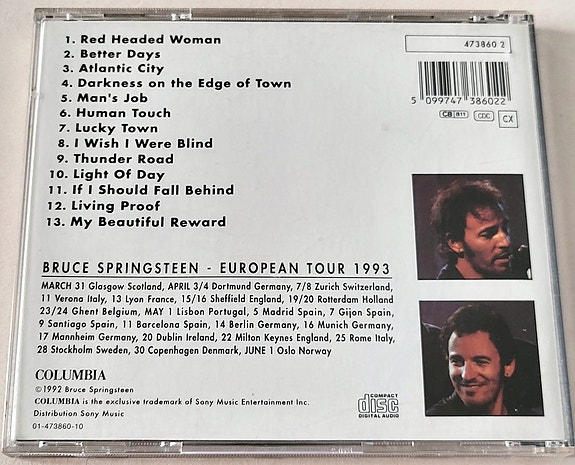 1. Red Headed Woman
2. Better Days
3. Atlantic City
4. Darkness on the Edge of Town
5. Man's Job
6. Human Touch
7. Lucky Town
8. I Wish I Were Blind
9. Thunder Road
10. Light Of Day
11. If I Should Fall Behind
12. Living Proof
13. My Beautiful Reward
473860 2
5 099747 386022
CB 811 CDC CX
BRUCE SPRINGSTEEN - EUROPEAN TOUR 1993
MARCH 31 Glasgow Scotland, APRIL 3/4 Dortmund Germany, 7/8 Zurich Switzerland,
11 Verona Italy, 13 Lyon France, 15/16 Sheffield England, 19/20 Rotterdam Holland
23/24 Ghent Belgium, MAY 1 Lisbon Portugal, 5 Madrid Spain, 7 Gijon Spain,
9 Santiago Spain, 11 Barcelona Spain, 14 Berlin Germany, 16 Munich Germany,
17 Mannheim Germany, 20 Dublin Ireland, 22 Milton Keynes England, 25 Rome Italy,
28 Stockholm Sweden, 30 Copenhagen Denmark, JUNE 1 Oslo Norway
COLUMBIA
©1992 Bruce Springsteen
COLUMBIA is the exclusive trademark of Sony Music Entertainment Inc.
Distribution Sony Music
01-473860-10
COMPACT
disc
DIGITAL AUDIO